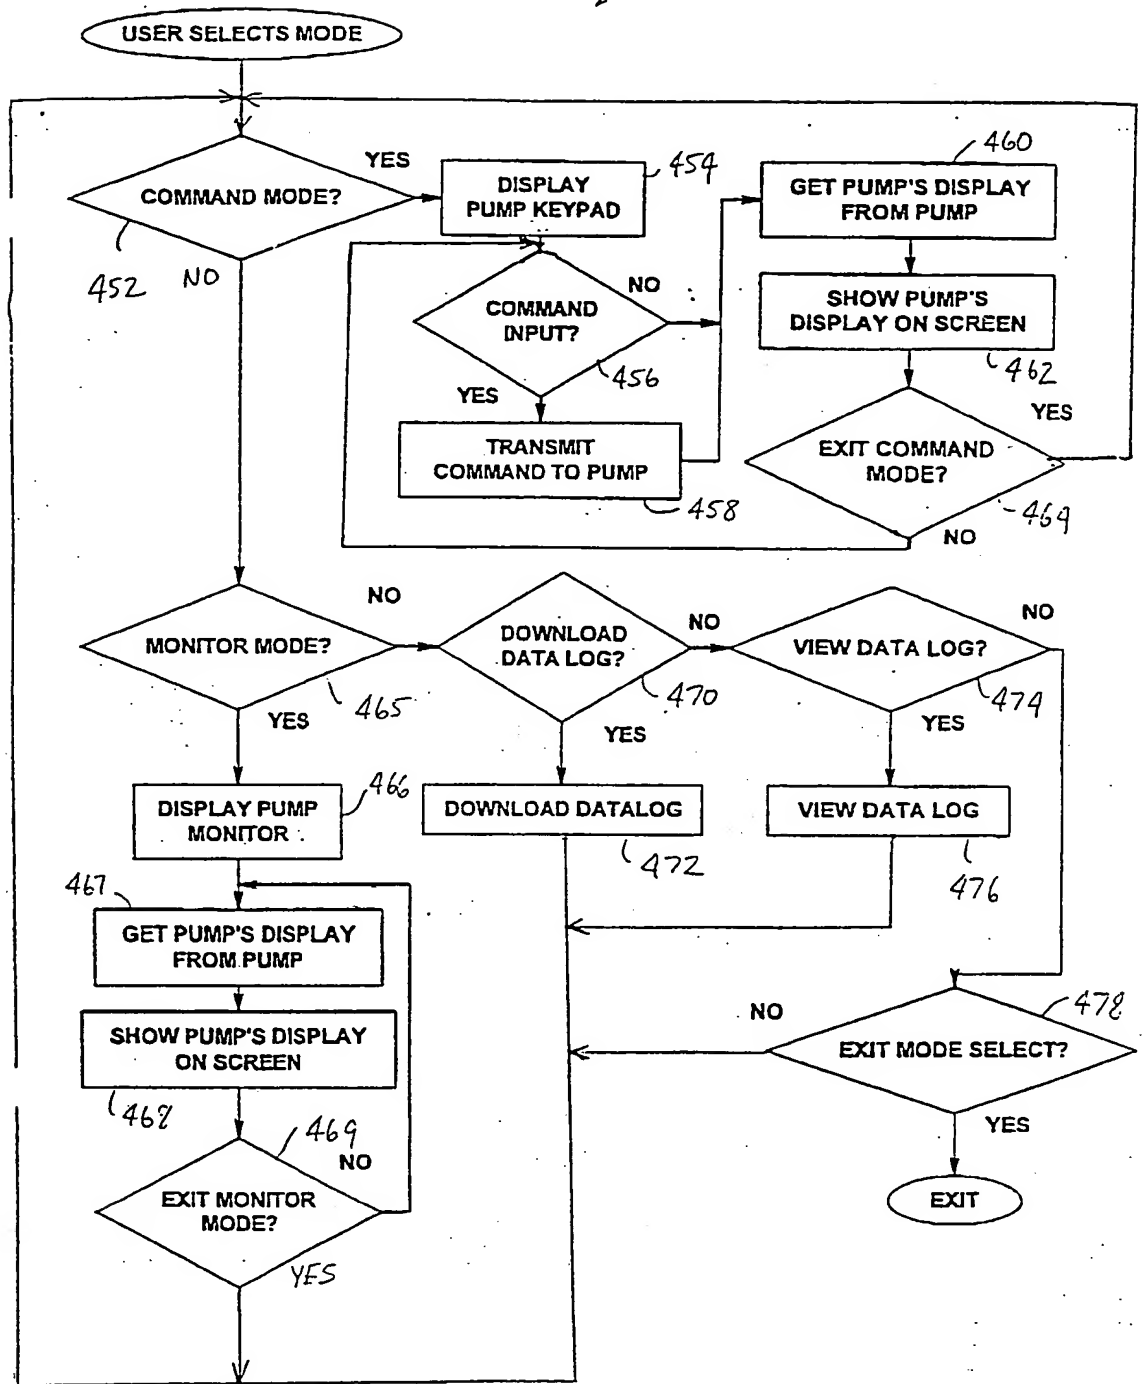 USER SELECTS MODE
COMMAND MODE?
YES
452
NO
DISPLAY
PUMP KEYPAD
454
COMMAND
INPUT?
NO
456
YES
TRANSMIT
COMMAND TO PUMP
458
460
GET PUMP'S DISPLAY
FROM PUMP
SHOW PUMP'S
DISPLAY ON SCREEN
462
YES
EXIT COMMAND
MODE?
464
NO
MONITOR MODE?
NO
465
YES
DOWNLOAD
DATA LOG?
NO
470
YES
VIEW DATA LOG?
NO
474
YES
DISPLAY PUMP
MONITOR
466
DOWNLOAD DATALOG
472
VIEW DATA LOG
476
467
GET PUMP'S DISPLAY
FROM PUMP
SHOW PUMP'S DISPLAY
ON SCREEN
468
469
NO
EXIT MONITOR
MODE?
YES
NO
478
EXIT MODE SELECT?
YES
EXIT